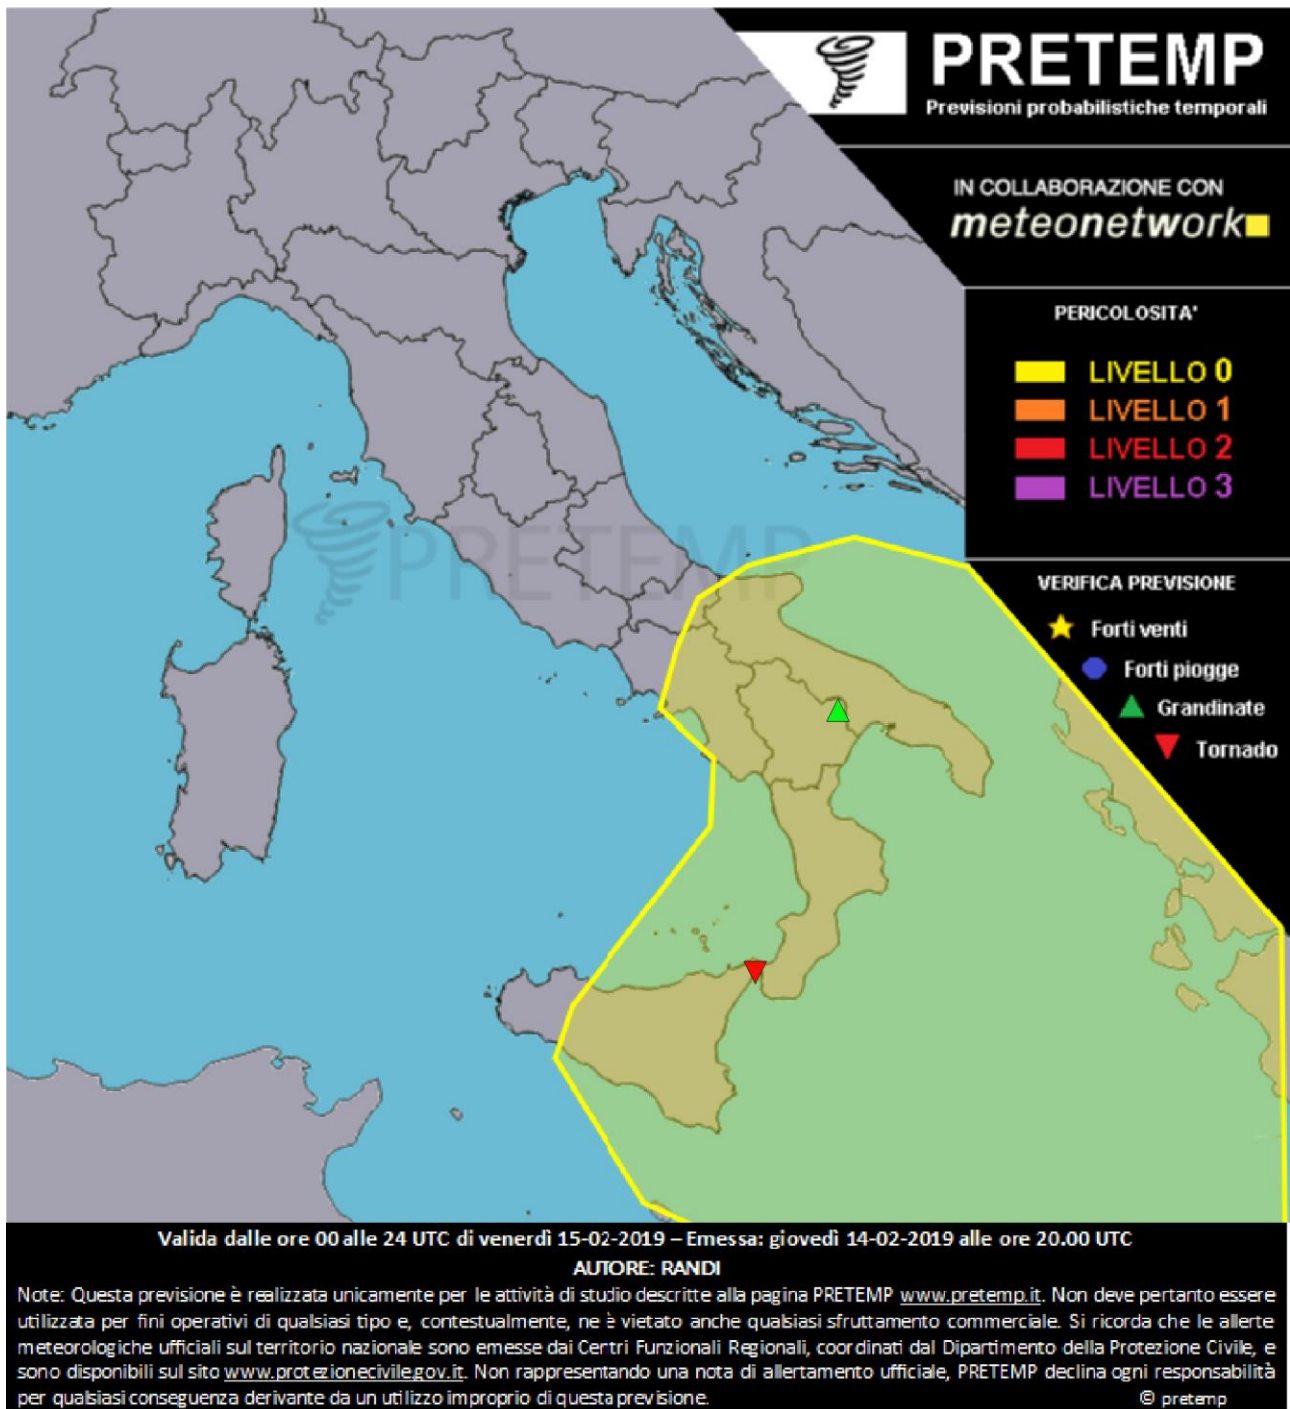 PRETEMP
Previsioni probabilistiche temporali
IN COLLABORAZIONE CON
meteonetwork
PERICOLOSITA'
LIVELLO 0
LIVELLO 1
LIVELLO 2
LIVELLO 3
PRETEMP
VERIFICA PREVISIONE
Forti venti
Forti piogge
Grandinate
Tornado
Valida dalle ore 00 alle 24 UTC di venerdì 15-02-2019 – Emessa: giovedì 14-02-2019 alle ore 20.00 UTC
AUTORE: RANDI
Note: Questa previsione è realizzata unicamente per le attività di studio descritte alla pagina PRETEMP www.pretemp.it. Non deve pertanto essere
utilizzata per fini operativi di qualsiasi tipo e, contestualmente, ne è vietato anche qualsiasi sfruttamento commerciale. Si ricorda che le allerte
meteorologiche ufficiali sul territorio nazionale sono emesse dai Centri Funzionali Regionali, coordinati dal Dipartimento della Protezione Civile, e
sono disponibili sul sito www.protezionecivile.gov.it. Non rappresentando una nota di allertamento ufficiale, PRETEMP declina ogni responsabilità
per qualsiasi conseguenza derivante da un utilizzo improprio di questa previsione.
© pretemp